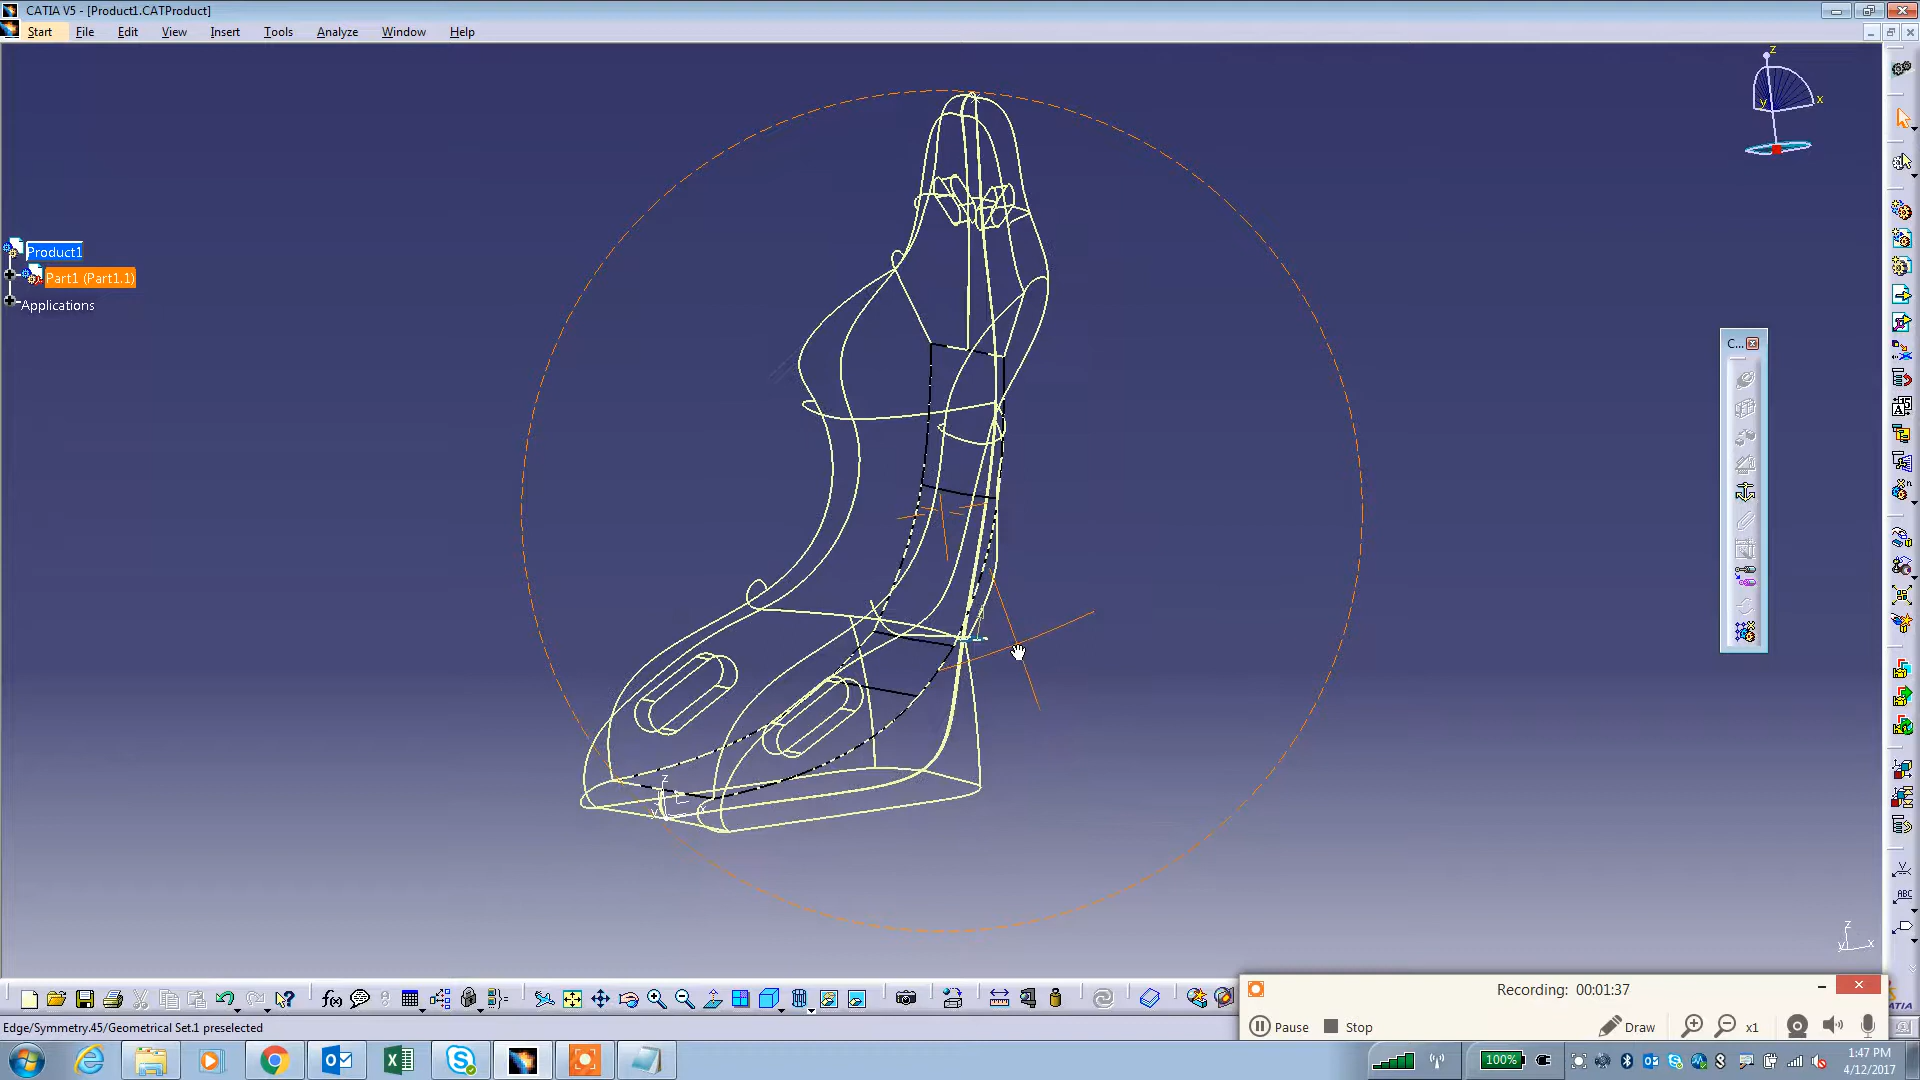 CATIA V5 - [Product1.CATProduct]
Start File Edit View Insert Tools Analyze Window Help
z
y x
Product1
Part1 (Part1.1)
Applications
C...
z
y
z
y x
Recording: 00:01:37
Pause Stop Draw x1
Edge/Symmetry.45/Geometrical Set.1 preselected
100%
1:47 PM
4/12/2017